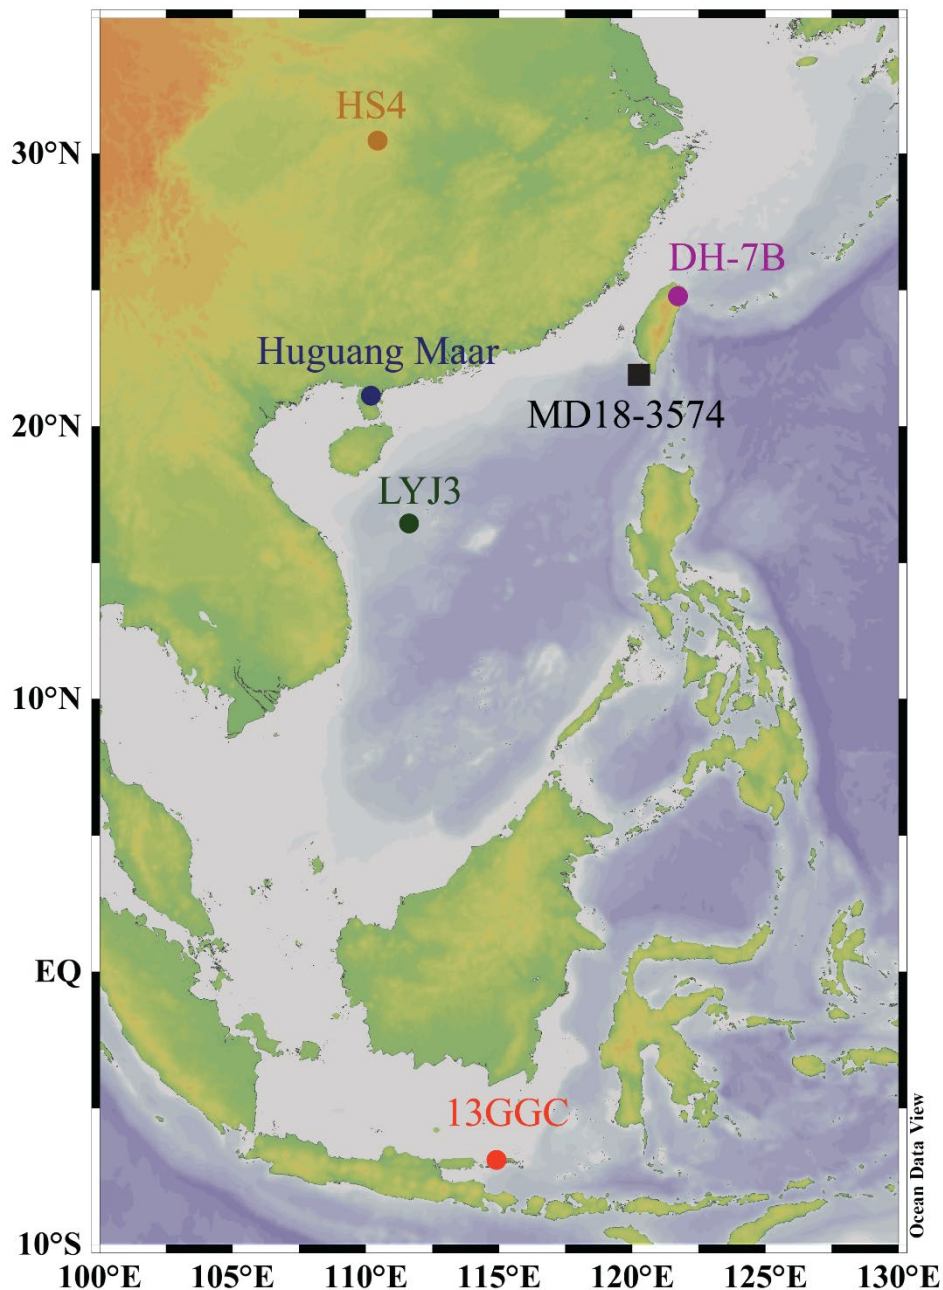 HS4
30°N
DH-7B
Huguang Maar
MD18-3574
20°N
LYJ3
10°N
EQ
13GGC
Ocean Data View
10°S
100°E 105°E 110°E 115°E 120°E 125°E 130°E